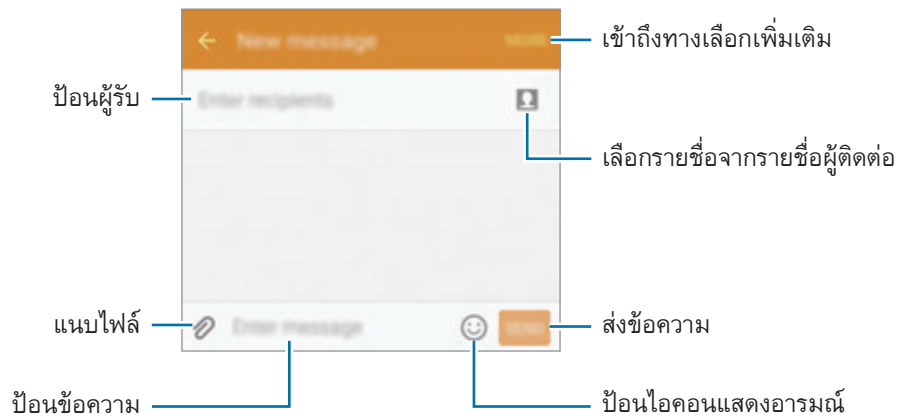 ← New message MORE
เข้าถึงทางเลือกเพิ่มเติม
ป้อนผู้รับ
Enter recipients
เลือกรายชื่อจากรายชื่อผู้ติดต่อ
แนบไฟล์
Enter message
SEND
ส่งข้อความ
ป้อนข้อความ
ป้อนไอคอนแสดงอารมณ์